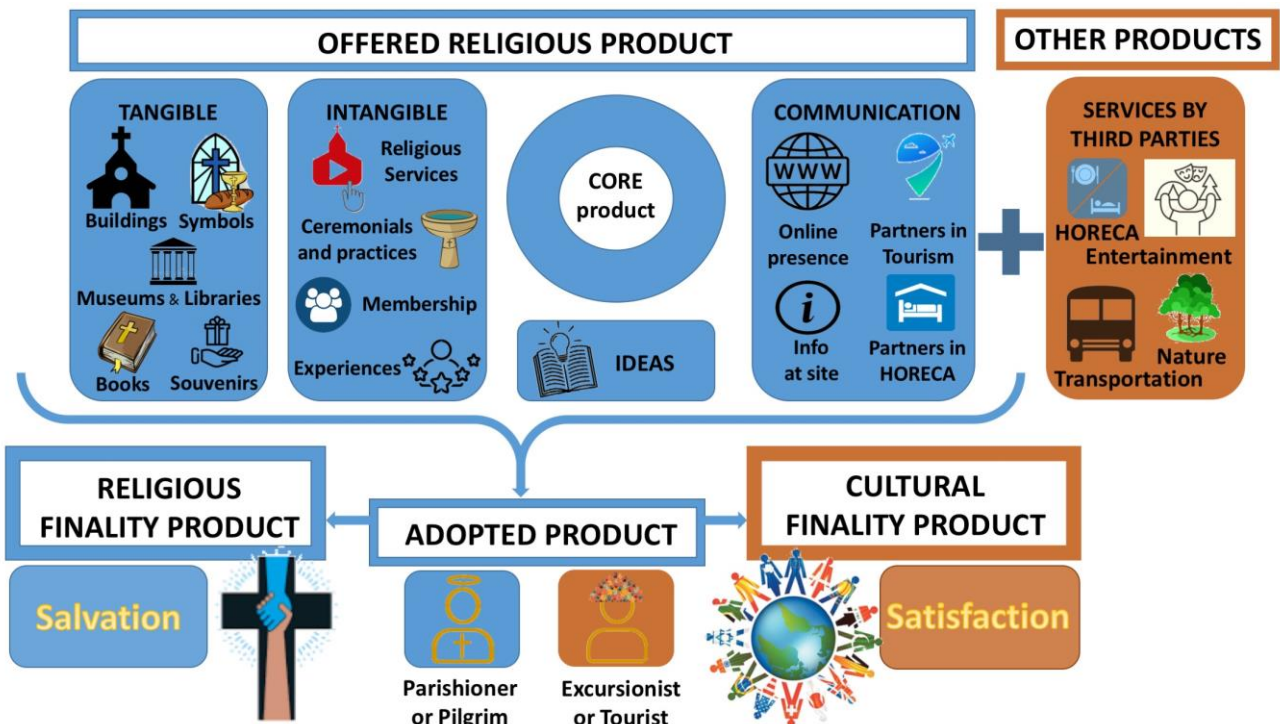 OFFERED RELIGIOUS PRODUCT
OTHER PRODUCTS
TANGIBLE
Buildings
Symbols
Museums & Libraries
Books
Souvenirs
INTANGIBLE
Religious
Services
Ceremonials
and practices
Membership
Experiences
CORE
product
IDEAS
COMMUNICATION
WWW
Online
presence
Partners in
Tourism
i
Info
at site
Partners in
HORECA
SERVICES BY
THIRD PARTIES
HORECA
Entertainment
Transportation
Nature
RELIGIOUS
FINALITY PRODUCT
Salvation
ADOPTED PRODUCT
Parishioner
or Pilgrim
Excursionist
or Tourist
CULTURAL
FINALITY PRODUCT
Satisfaction